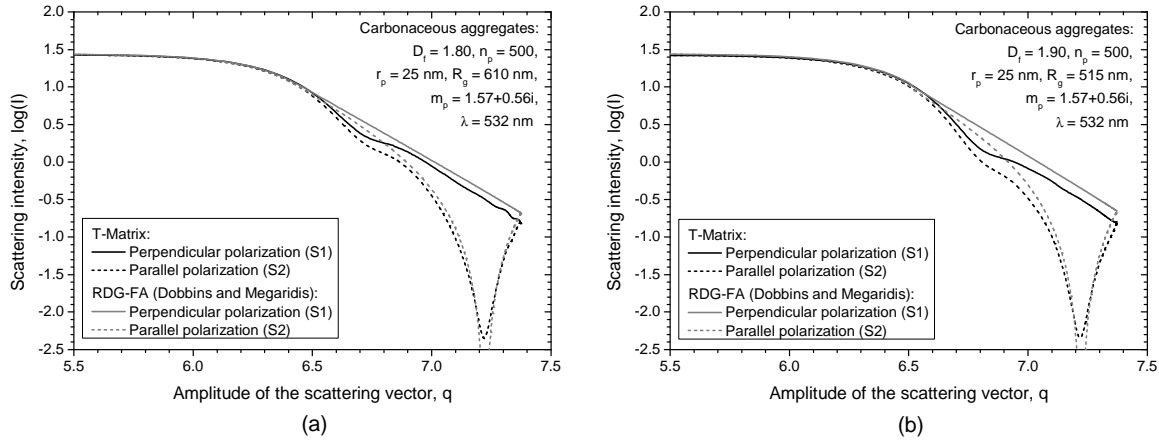 Carbonaceous aggregates:
D_f = 1.80, n_p = 500,
r_p = 25 nm, R_g = 610 nm,
m_p = 1.57+0.56i,
λ = 532 nm
Scattering intensity, log(I)
2.0
1.5
1.0
0.5
0.0
-0.5
-1.0
-1.5
-2.0
-2.5
T-Matrix:
Perpendicular polarization (S1)
Parallel polarization (S2)
RDG-FA (Dobbins and Megaridis):
Perpendicular polarization (S1)
Parallel polarization (S2)
5.5 6.0 6.5 7.0 7.5
Amplitude of the scattering vector, q
(a)
Carbonaceous aggregates:
D_f = 1.90, n_p = 500,
r_p = 25 nm, R_g = 515 nm,
m_p = 1.57+0.56i,
λ = 532 nm
Scattering intensity, log(I)
2.0
1.5
1.0
0.5
0.0
-0.5
-1.0
-1.5
-2.0
-2.5
T-Matrix:
Perpendicular polarization (S1)
Parallel polarization (S2)
RDG-FA (Dobbins and Megaridis):
Perpendicular polarization (S1)
Parallel polarization (S2)
5.5 6.0 6.5 7.0 7.5
Amplitude of the scattering vector, q
(b)